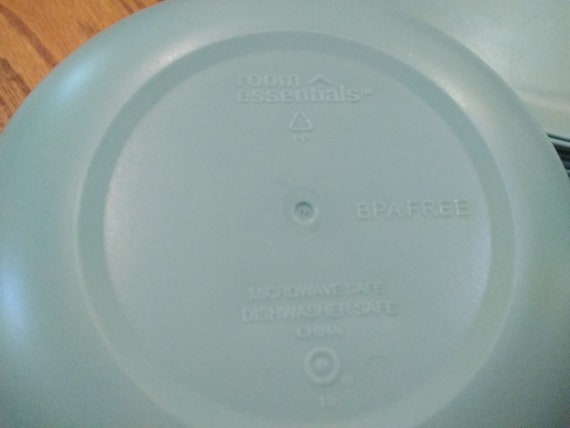 room
essentials™
PP
BPA FREE
MICROWAVE SAFE
DISHWASHER SAFE
CHINA
®
10